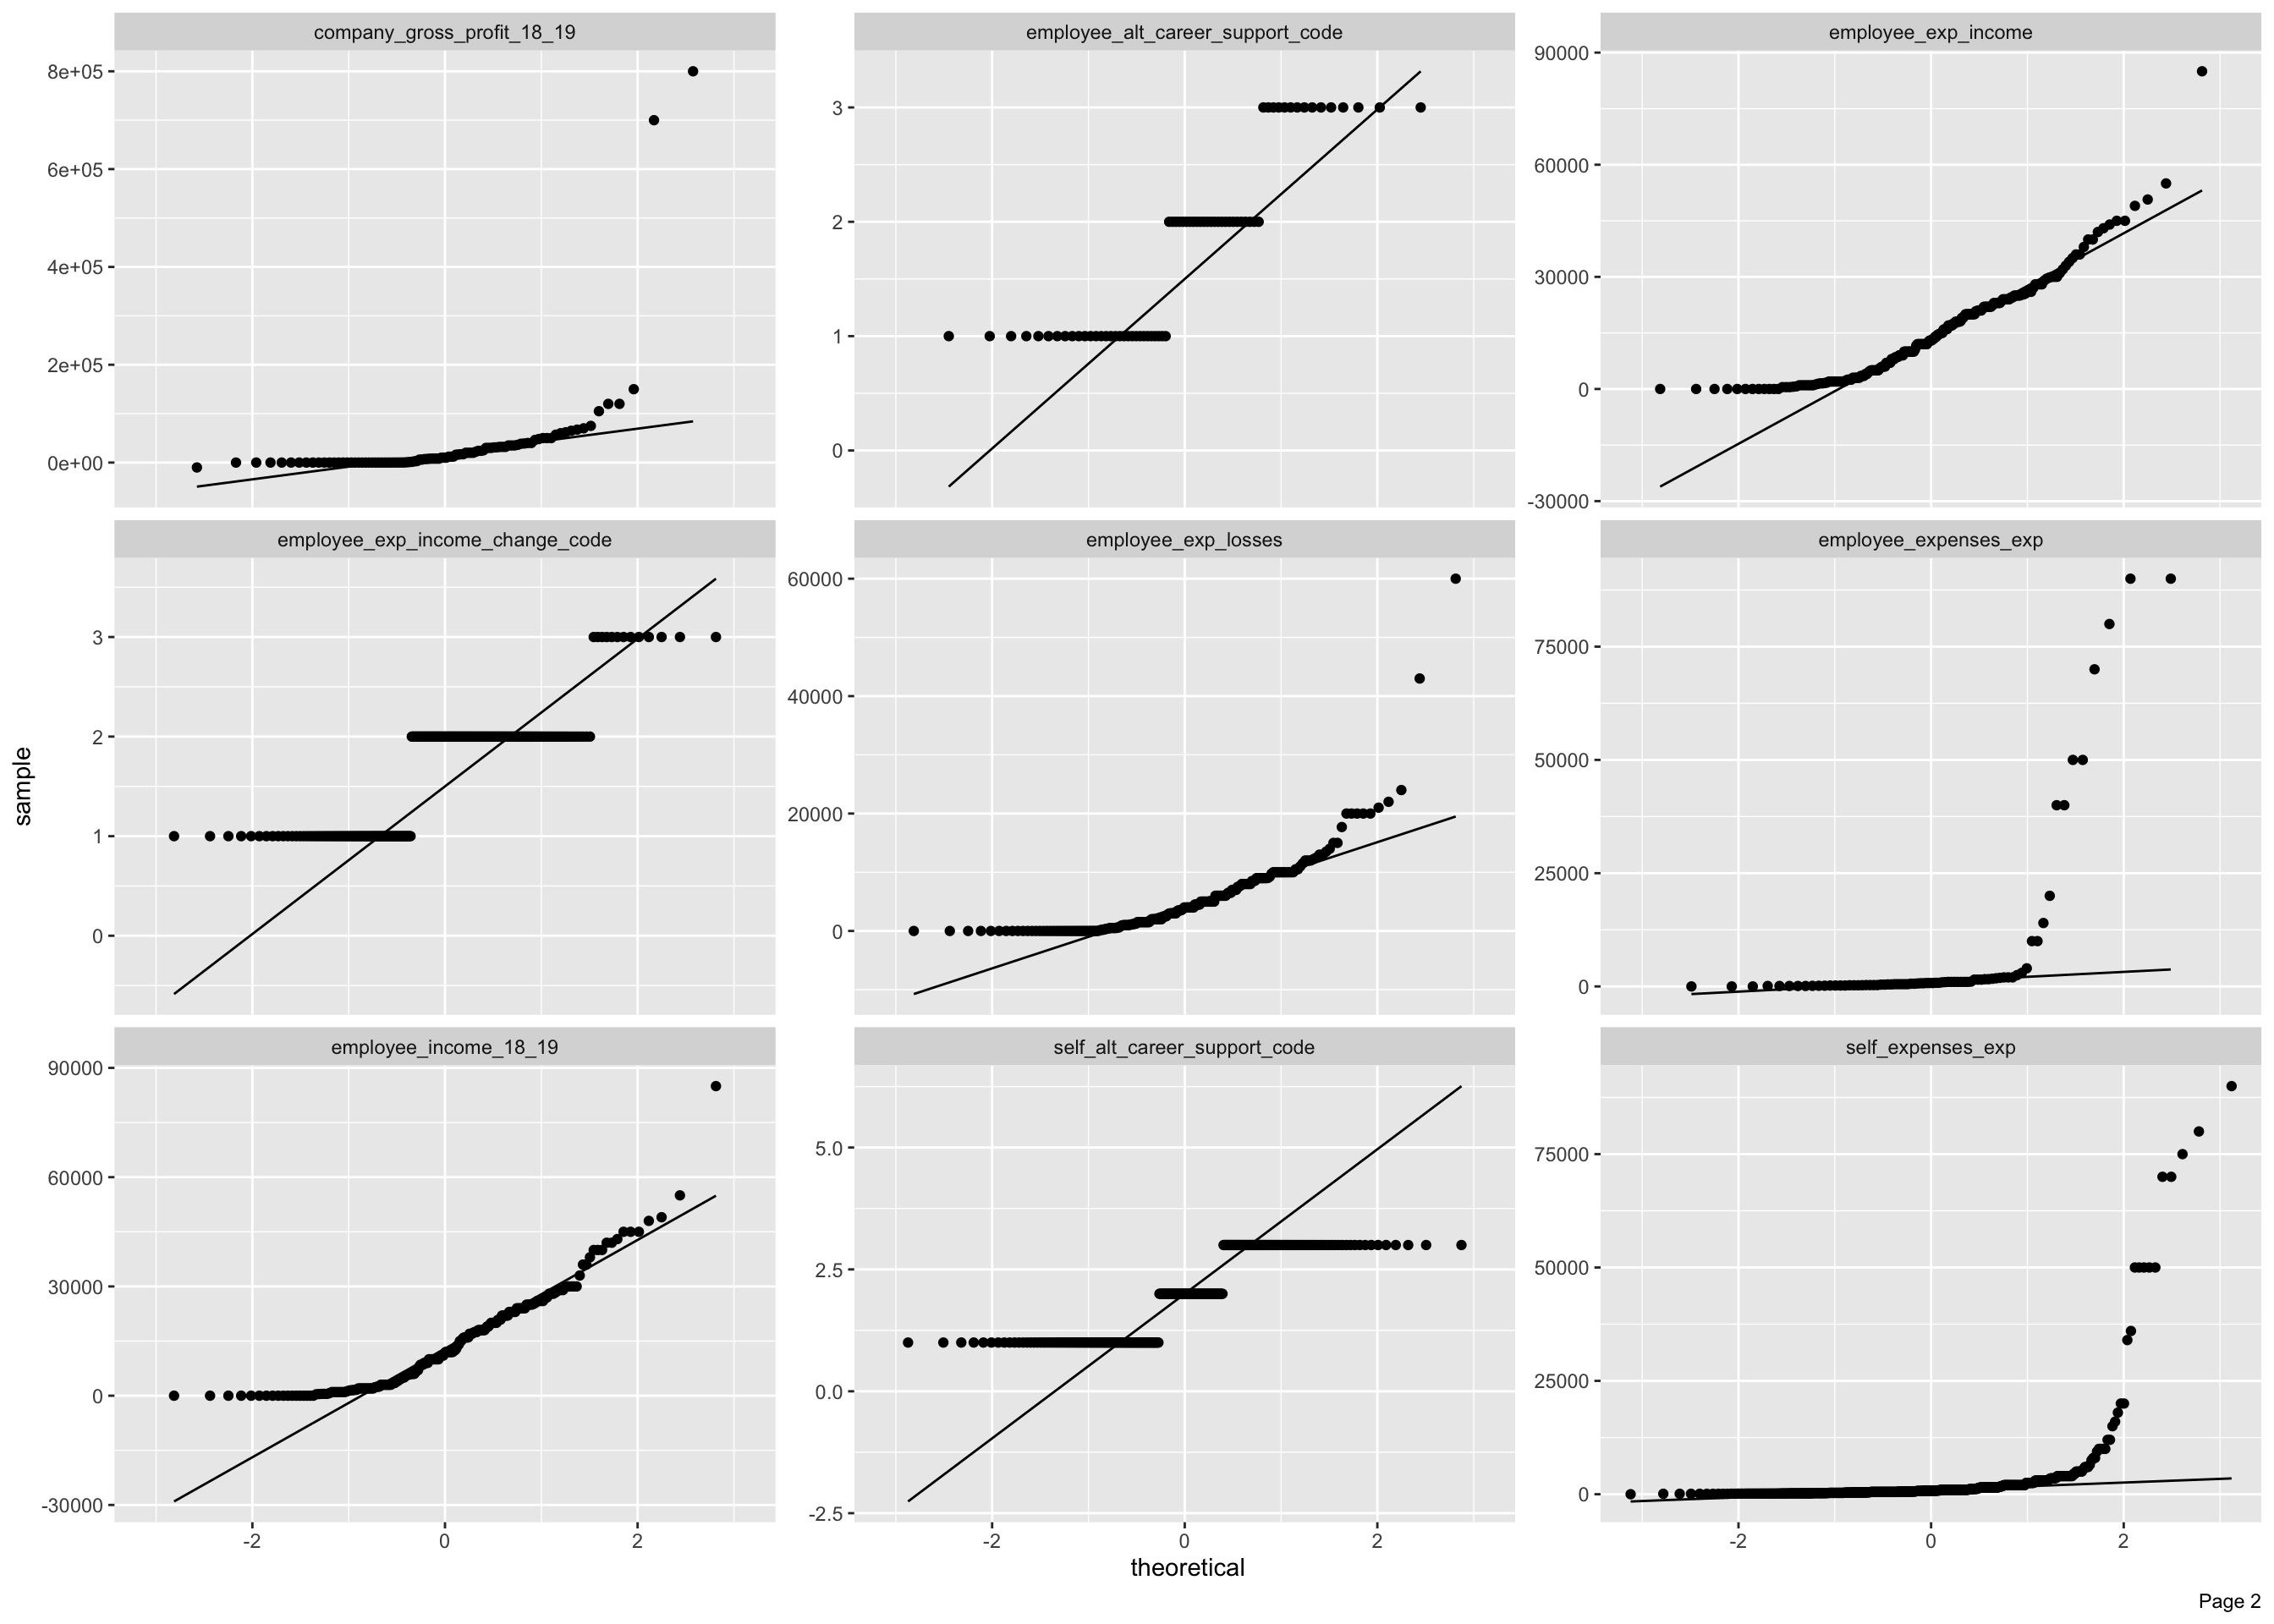 company_gross_profit_18_19
8e+05
6e+05
4e+05
2e+05
0e+00
employee_alt_career_support_code
3
2
1
0
employee_exp_income
90000
60000
30000
0
-30000
employee_exp_income_change_code
3
2
1
0
employee_exp_losses
60000
40000
20000
0
employee_expenses_exp
75000
50000
25000
0
employee_income_18_19
90000
60000
30000
0
-30000
-2 0 2
self_alt_career_support_code
5.0
2.5
0.0
-2.5
-2 0 2
self_expenses_exp
75000
50000
25000
0
-2 0 2
sample
theoretical
Page 2